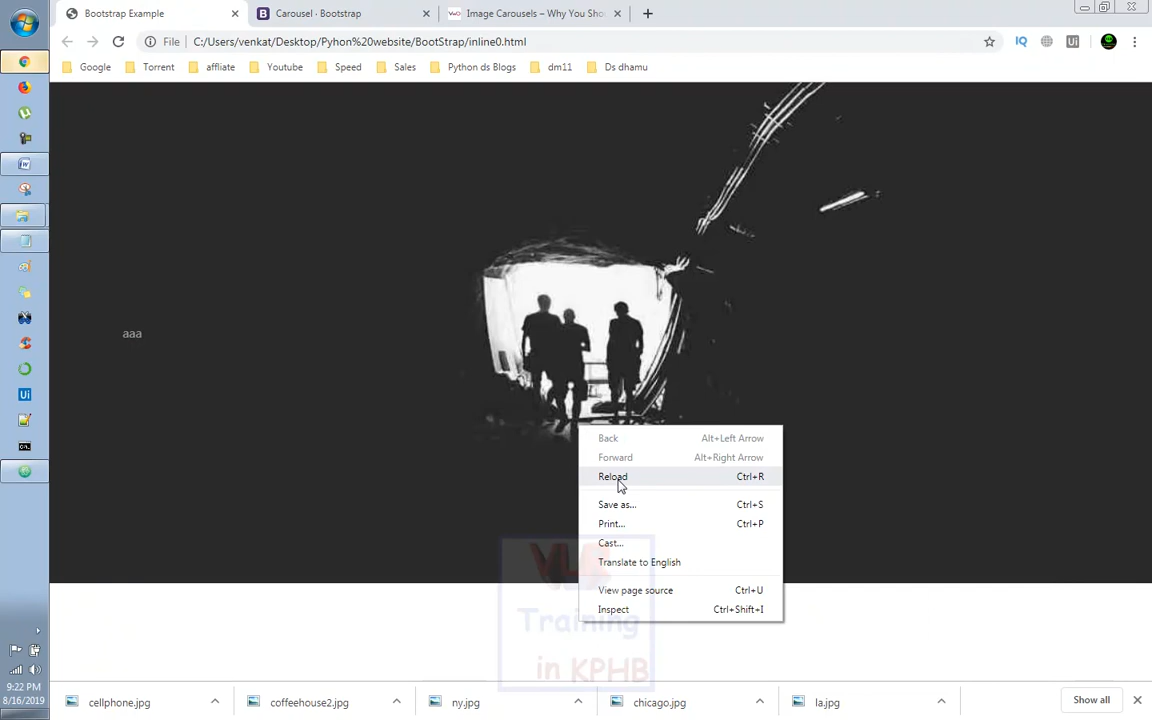 Bootstrap Example
Carousel · Bootstrap
Image Carousels – Why You Sho
File
C:/Users/venkat/Desktop/Pyhon%20website/BootStrap/inline0.html
IQ
Ui
Google
Torrent
affliate
Youtube
Speed
Sales
Python ds Blogs
dm11
Ds dhamu
aaa
Back Alt+Left Arrow
Forward Alt+Right Arrow
Reload Ctrl+R
Save as... Ctrl+S
Print... Ctrl+P
Cast...
Translate to English
View page source Ctrl+U
Inspect Ctrl+Shift+I
Training
in KPHB
Ui
9:22 PM
8/16/2019
cellphone.jpg
coffeehouse2.jpg
ny.jpg
chicago.jpg
la.jpg
Show all